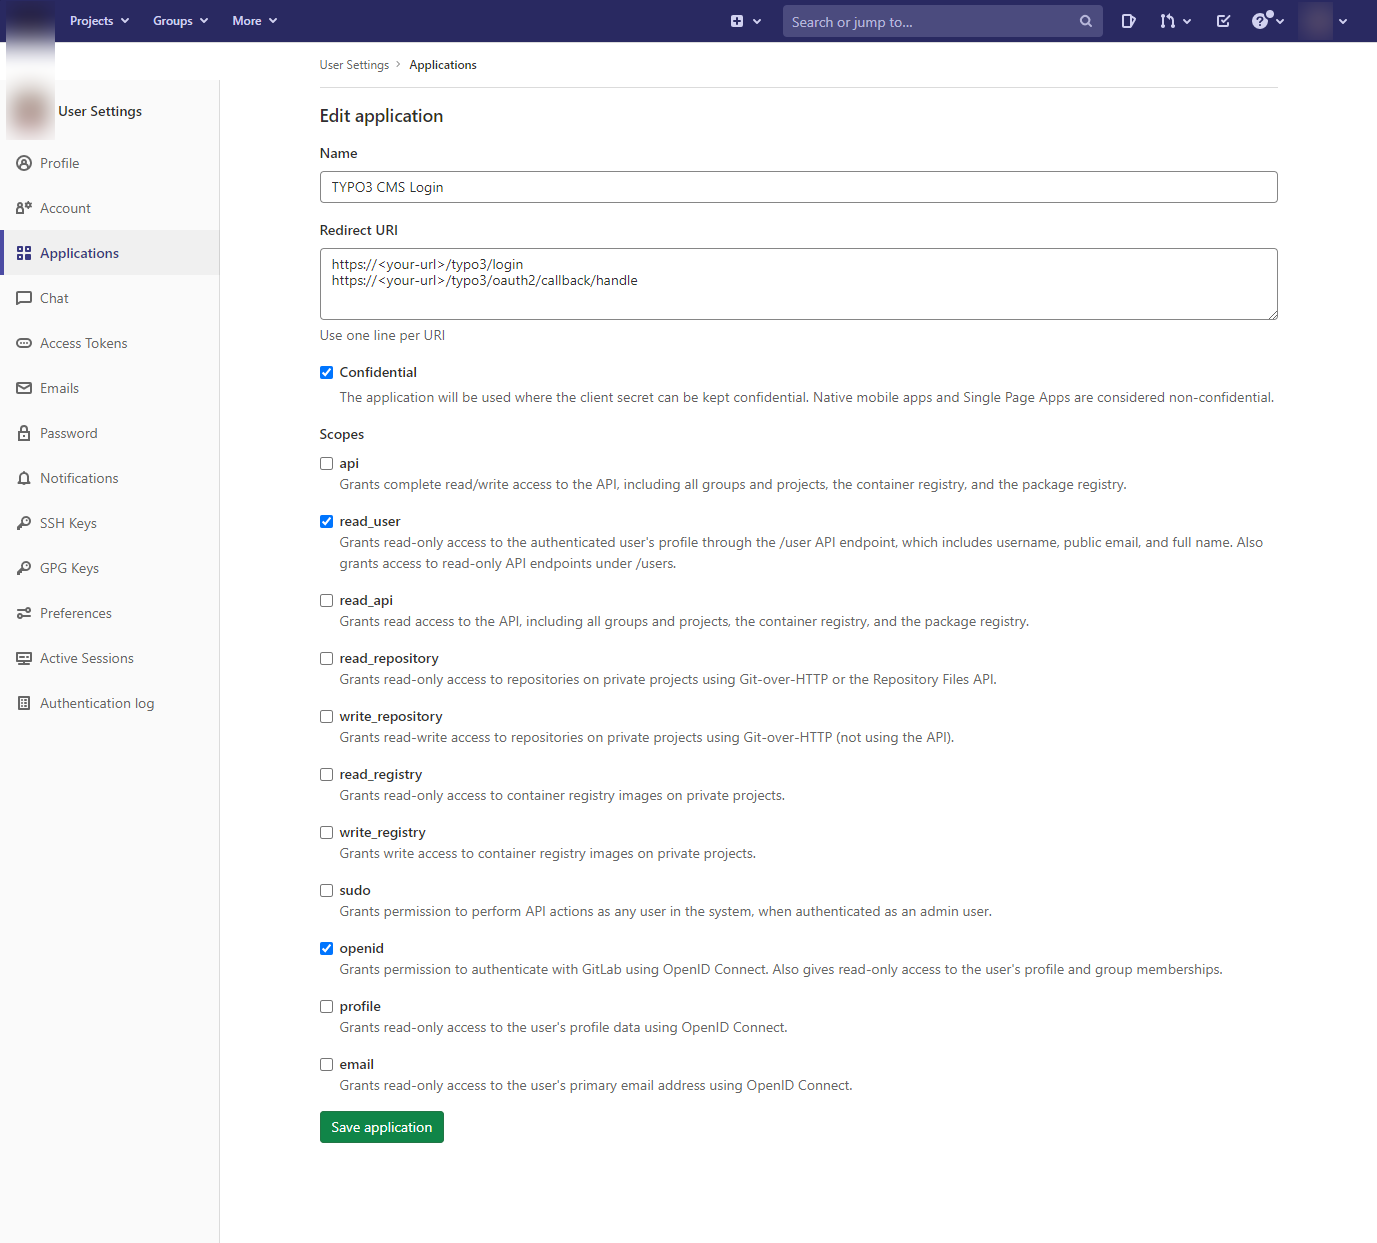 Projects Groups More Search or jump to...
User Settings Applications
User Settings
Profile
Account
Applications
Chat
Access Tokens
Emails
Password
Notifications
SSH Keys
GPG Keys
Preferences
Active Sessions
Authentication log
Edit application
Name
TYPO3 CMS Login
Redirect URI
https://<your-url>/typo3/login
https://<your-url>/typo3/oauth2/callback/handle
Use one line per URI
Confidential
The application will be used where the client secret can be kept confidential. Native mobile apps and Single Page Apps are considered non-confidential.
Scopes
api
Grants complete read/write access to the API, including all groups and projects, the container registry, and the package registry.
read_user
Grants read-only access to the authenticated user's profile through the /user API endpoint, which includes username, public email, and full name. Also
grants access to read-only API endpoints under /users.
read_api
Grants read access to the API, including all groups and projects, the container registry, and the package registry.
read_repository
Grants read-only access to repositories on private projects using Git-over-HTTP or the Repository Files API.
write_repository
Grants read-write access to repositories on private projects using Git-over-HTTP (not using the API).
read_registry
Grants read-only access to container registry images on private projects.
write_registry
Grants write access to container registry images on private projects.
sudo
Grants permission to perform API actions as any user in the system, when authenticated as an admin user.
openid
Grants permission to authenticate with GitLab using OpenID Connect. Also gives read-only access to the user's profile and group memberships.
profile
Grants read-only access to the user's profile data using OpenID Connect.
email
Grants read-only access to the user's primary email address using OpenID Connect.
Save application